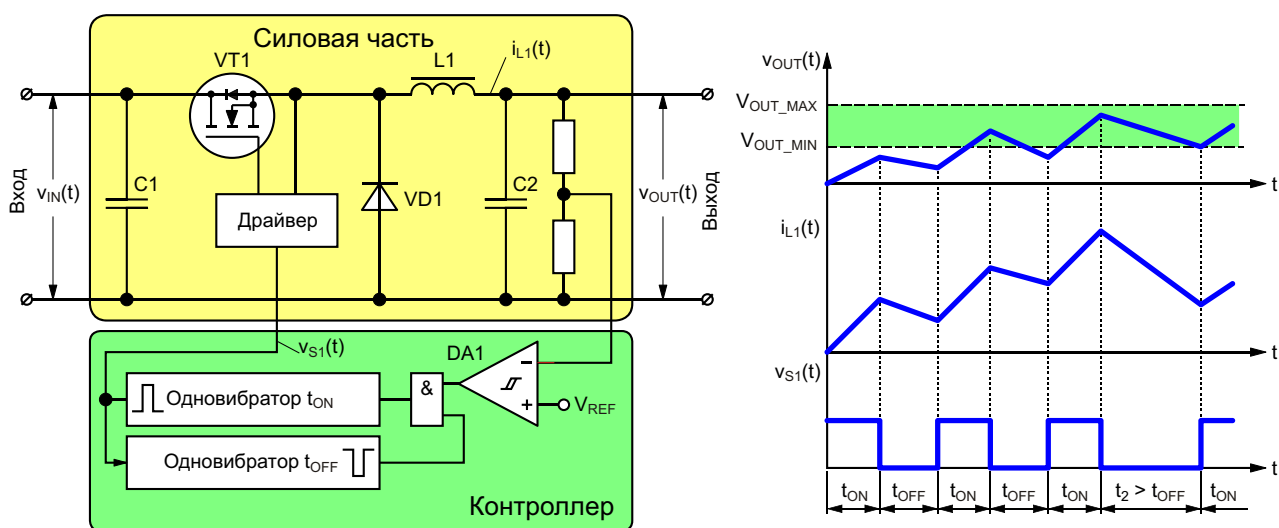 Силовая часть
VT1
L1
iL1(t)
Вход
vIN(t)
C1
Драйвер
VD1
C2
vOUT(t)
Выход
vS1(t)
DA1
Одновибратор tON
&
−
+
VREF
Одновибратор tOFF
Контроллер
vOUT(t)
VOUT_MAX
VOUT_MIN
t
iL1(t)
t
vS1(t)
t
tON
tOFF
tON
tOFF
tON
t2 > tOFF
tON